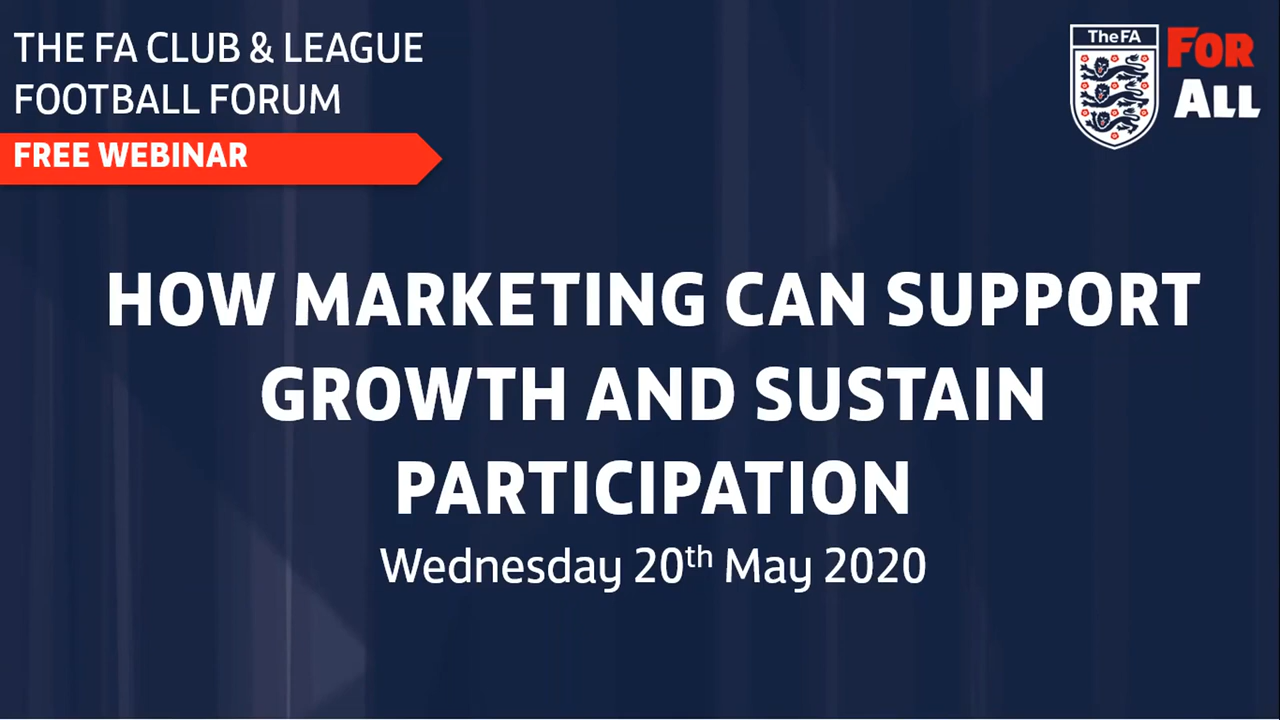 THE FA CLUB & LEAGUE
FOOTBALL FORUM
FREE WEBINAR
TheFA
FOR
ALL
HOW MARKETING CAN SUPPORT
GROWTH AND SUSTAIN
PARTICIPATION
Wednesday 20th May 2020